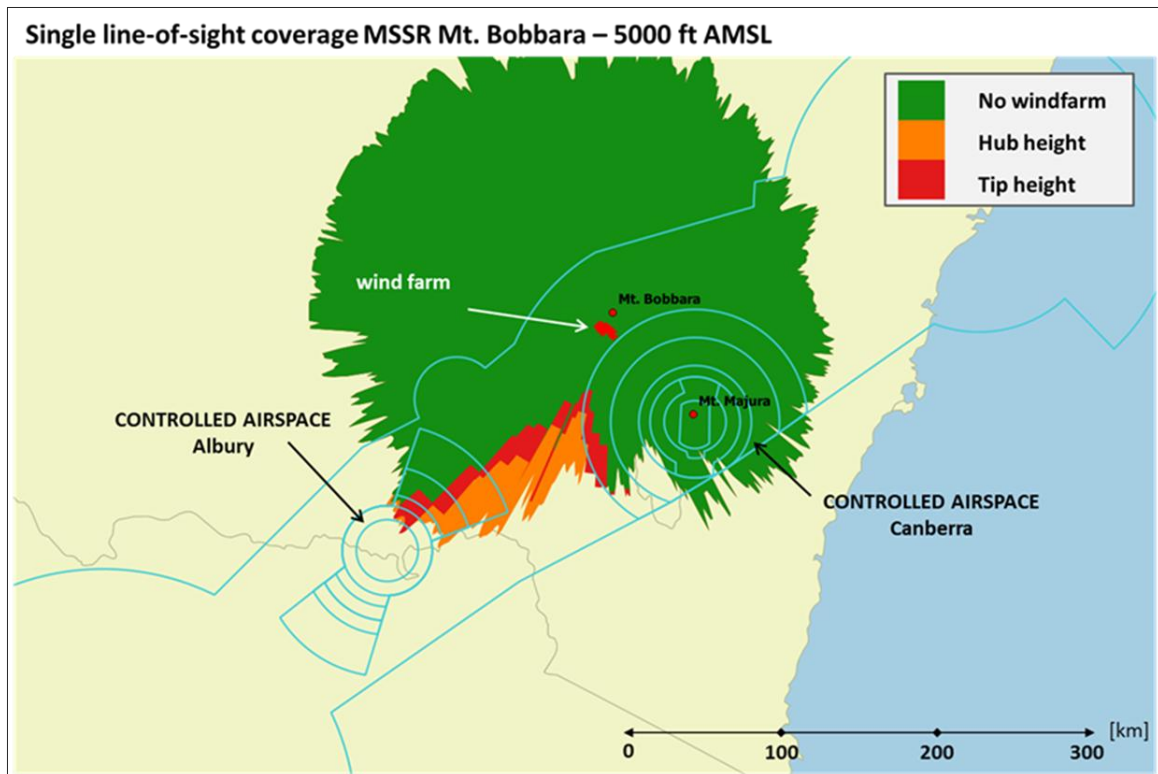 Single line-of-sight coverage MSSR Mt. Bobbara – 5000 ft AMSL
No windfarm
Hub height
Tip height
wind farm
Mt. Bobbara
Mt. Majura
CONTROLLED AIRSPACE
Albury
CONTROLLED AIRSPACE
Canberra
[km]
0 100 200 300